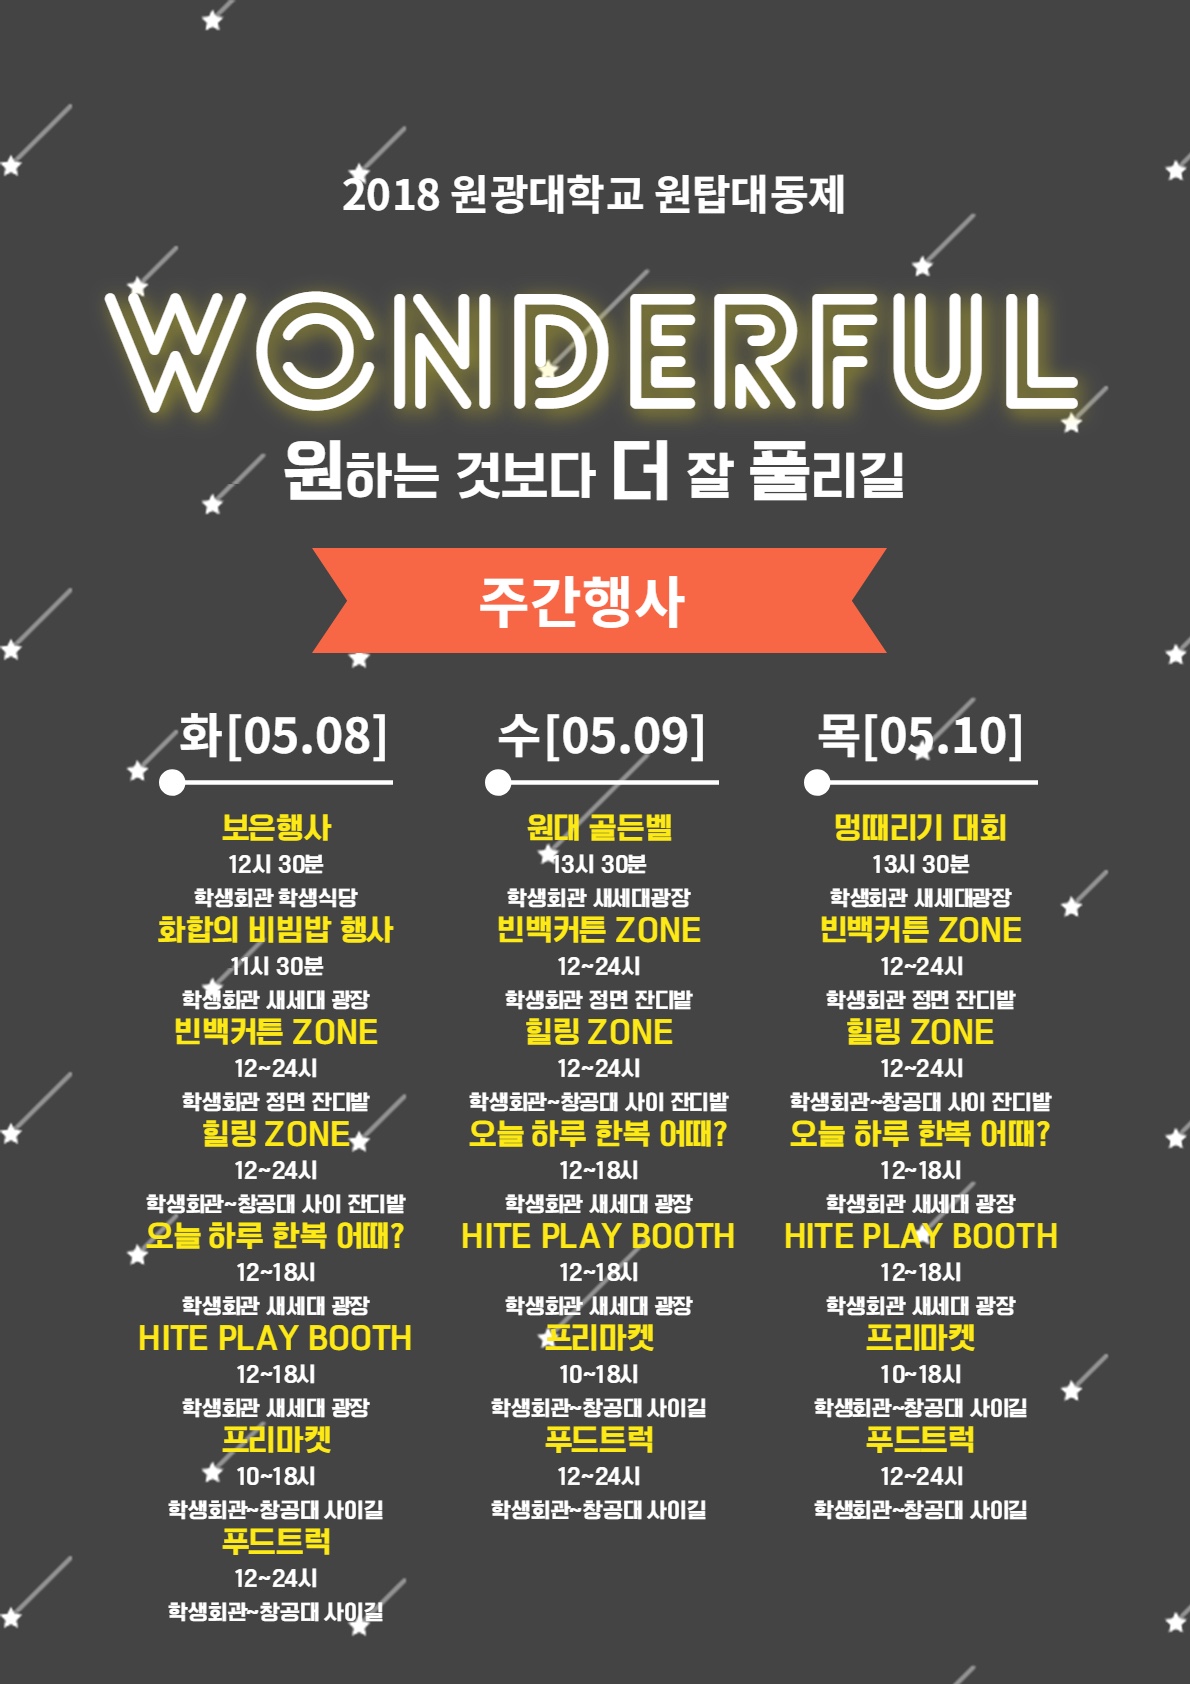 2018 원광대학교 원탑대동제
WONDERFUL
원하는 것보다 더 잘 풀리길
주간행사
화[05.08]
보은행사
12시 30분
학생회관 학생식당
화합의 비빔밥 행사
11시 30분
학생회관 새세대 광장
빈백커튼 ZONE
12~24시
학생회관 정면 잔디밭
힐링 ZONE
12~24시
학생회관~창공대 사이 잔디밭
오늘 하루 한복 어때?
12~18시
학생회관 새세대 광장
HITE PLAY BOOTH
12~18시
학생회관 새세대 광장
프리마켓
10~18시
학생회관~창공대 사이길
푸드트럭
12~24시
학생회관~창공대 사이길
수[05.09]
원대 골든벨
13시 30분
학생회관 새세대광장
빈백커튼 ZONE
12~24시
학생회관 정면 잔디밭
힐링 ZONE
12~24시
학생회관~창공대 사이 잔디밭
오늘 하루 한복 어때?
12~18시
학생회관 새세대 광장
HITE PLAY BOOTH
12~18시
학생회관 새세대 광장
프리마켓
10~18시
학생회관~창공대 사이길
푸드트럭
12~24시
학생회관~창공대 사이길
목[05.10]
멍때리기 대회
13시 30분
학생회관 새세대광장
빈백커튼 ZONE
12~24시
학생회관 정면 잔디밭
힐링 ZONE
12~24시
학생회관~창공대 사이 잔디밭
오늘 하루 한복 어때?
12~18시
학생회관 새세대 광장
HITE PLAY BOOTH
12~18시
학생회관 새세대 광장
프리마켓
10~18시
학생회관~창공대 사이길
푸드트럭
12~24시
학생회관~창공대 사이길